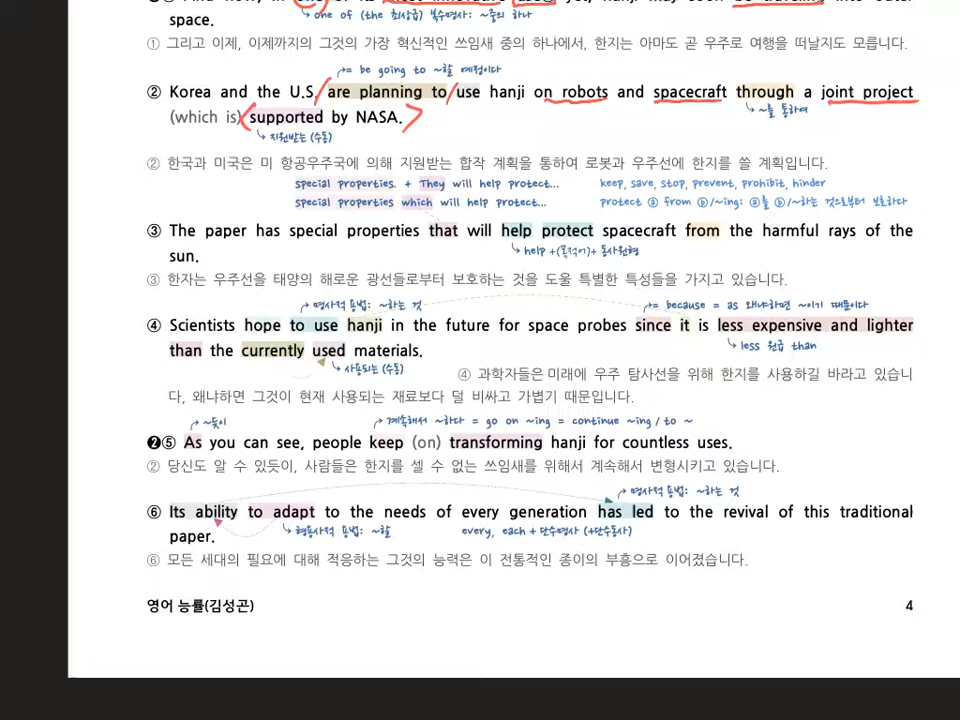 space.
↳ one of (the 최상급) 복수명사: ~중의 하나
① 그리고 이제, 이제까지의 그것의 가장 혁신적인 쓰임새 중의 하나에서, 한지는 아마도 곧 우주로 여행을 떠날지도 모릅니다.
= be going to ~할 예정이다
② Korea and the U.S. are planning to use hanji on robots and spacecraft through a joint project
(which is) supported by NASA.
↳ ~를 통하여
↳ 지원받는 (수동)
② 한국과 미국은 미 항공우주국에 의해 지원받는 합작 계획을 통하여 로봇과 우주선에 한지를 쓸 계획입니다.
special properties. + They will help protect... keep, save, stop, prevent, prohibit, hinder
special properties which will help protect... protect ⓐ from ⓑ/~ing: ⓐ를 ⓑ/~하는 것으로부터 보호하다
③ The paper has special properties that will help protect spacecraft from the harmful rays of the
sun.
↳ help +(목적어)+ 동사원형
③ 한자는 우주선을 태양의 해로운 광선들로부터 보호하는 것을 도울 특별한 특성들을 가지고 있습니다.
명사적 용법: ~하는 것 = because = as 왜냐하면 ~이기 때문이다
④ Scientists hope to use hanji in the future for space probes since it is less expensive and lighter
↳ less 원급 than
than the currently used materials.
↳ 사용되는 (수동)
④ 과학자들은 미래에 우주 탐사선을 위해 한지를 사용하길 바라고 있습니
다, 왜냐하면 그것이 현재 사용되는 재료보다 덜 비싸고 가볍기 때문입니다.
~듯이 계속해서 ~하다 = go on ~ing = continue ~ing / to ~
❷⑤ As you can see, people keep (on) transforming hanji for countless uses.
② 당신도 알 수 있듯이, 사람들은 한지를 셀 수 없는 쓰임새를 위해서 계속해서 변형시키고 있습니다.
명사적 용법: ~하는 것
⑥ Its ability to adapt to the needs of every generation has led to the revival of this traditional
↳ 형용사적 용법: ~할 every, each + 단수명사 (+단수동사)
paper.
⑥ 모든 세대의 필요에 대해 적응하는 그것의 능력은 이 전통적인 종이의 부흥으로 이어졌습니다.
영어 능률(김성곤) 4